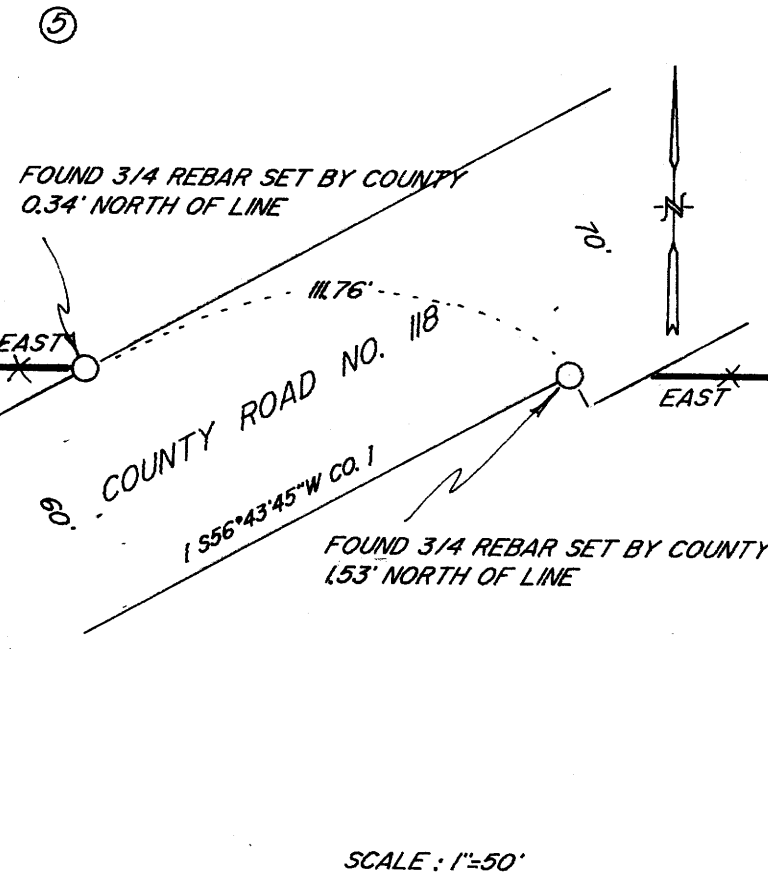 5
FOUND 3/4 REBAR SET BY COUNTY
0.34' NORTH OF LINE
N
70'
111.76'
EAST
COUNTY ROAD NO. 118
EAST
60'
( S56°43'45"W CO. )
FOUND 3/4 REBAR SET BY COUNTY
1.53' NORTH OF LINE
SCALE : 1"=50'